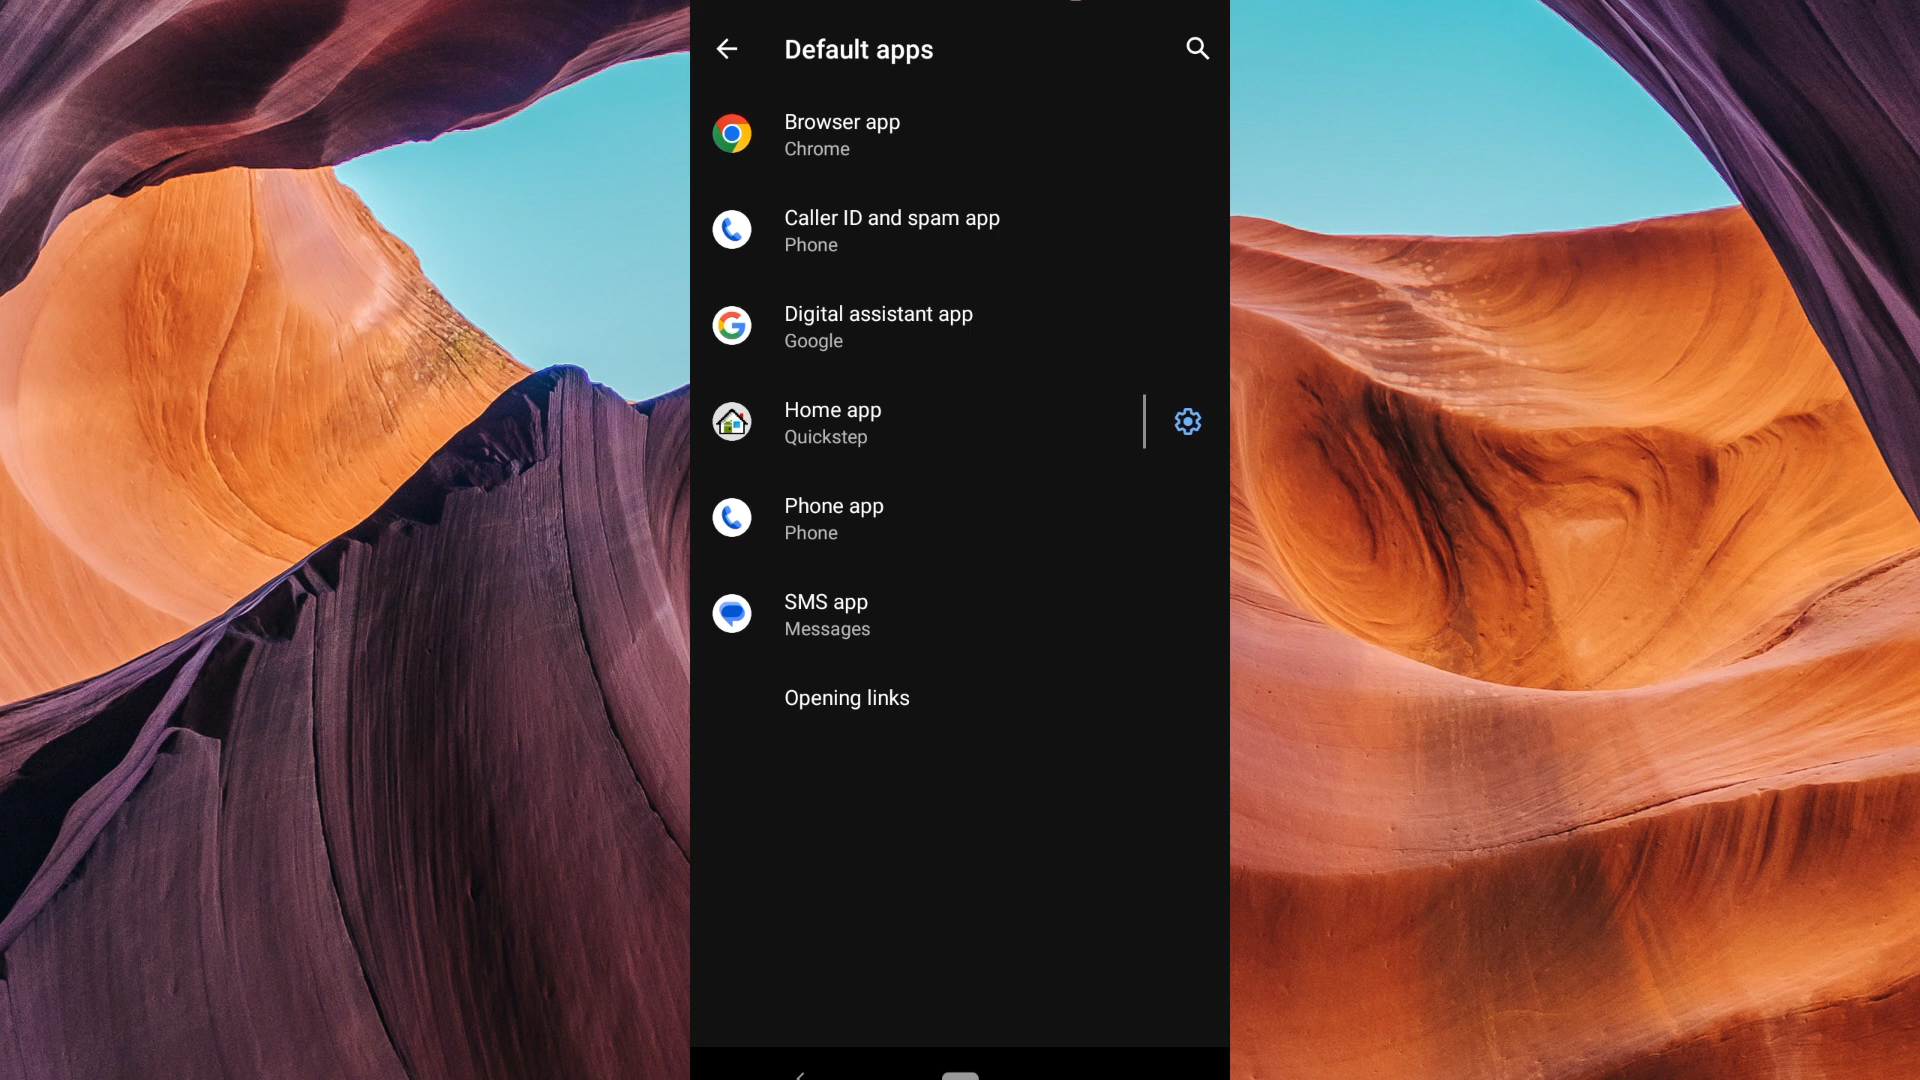 Default apps
Browser app
Chrome
Caller ID and spam app
Phone
Digital assistant app
Google
Home app
Quickstep
Phone app
Phone
SMS app
Messages
Opening links